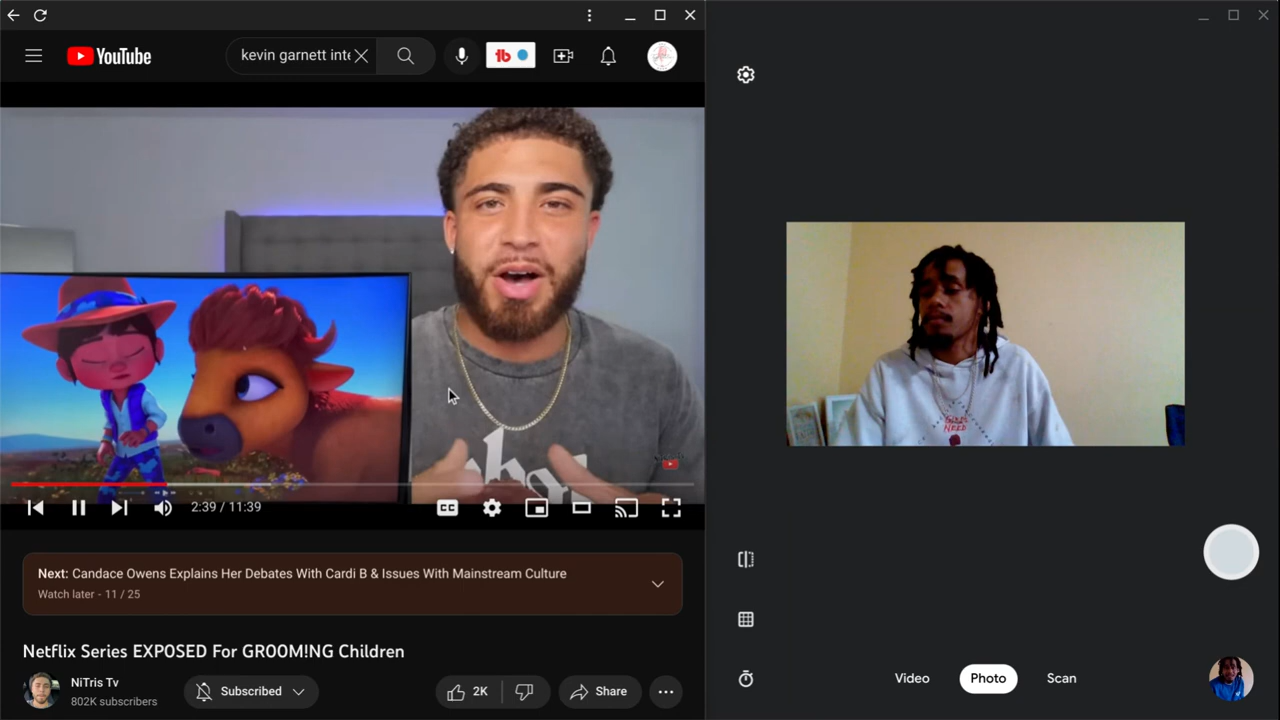 YouTube
kevin garnett inte
tb
2:39 / 11:39
CC
Next: Candace Owens Explains Her Debates With Cardi B & Issues With Mainstream Culture
Watch later - 11 / 25
Netflix Series EXPOSED For GROOM!NG Children
NiTris Tv
802K subscribers
Subscribed
2K
Share
Video
Photo
Scan